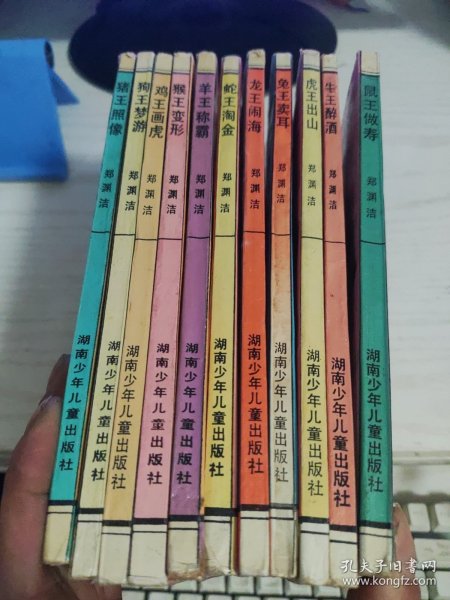 猪王照像
郑渊洁
湖南少年儿童出版社
狗王梦游
郑渊洁
湖南少年儿童出版社
鸡王画虎
郑渊洁
湖南少年儿童出版社
猴王变形
郑渊洁
湖南少年儿童出版社
羊王称霸
郑渊洁
湖南少年儿童出版社
蛇王淘金
郑渊洁
湖南少年儿童出版社
龙王闹海
郑渊洁
湖南少年儿童出版社
兔王卖耳
郑渊洁
湖南少年儿童出版社
虎王出山
郑渊洁
湖南少年儿童出版社
牛王醉酒
郑渊洁
湖南少年儿童出版社
鼠王做寿
郑渊洁
湖南少年儿童出版社
孔夫子旧书网
www.kongfz.com